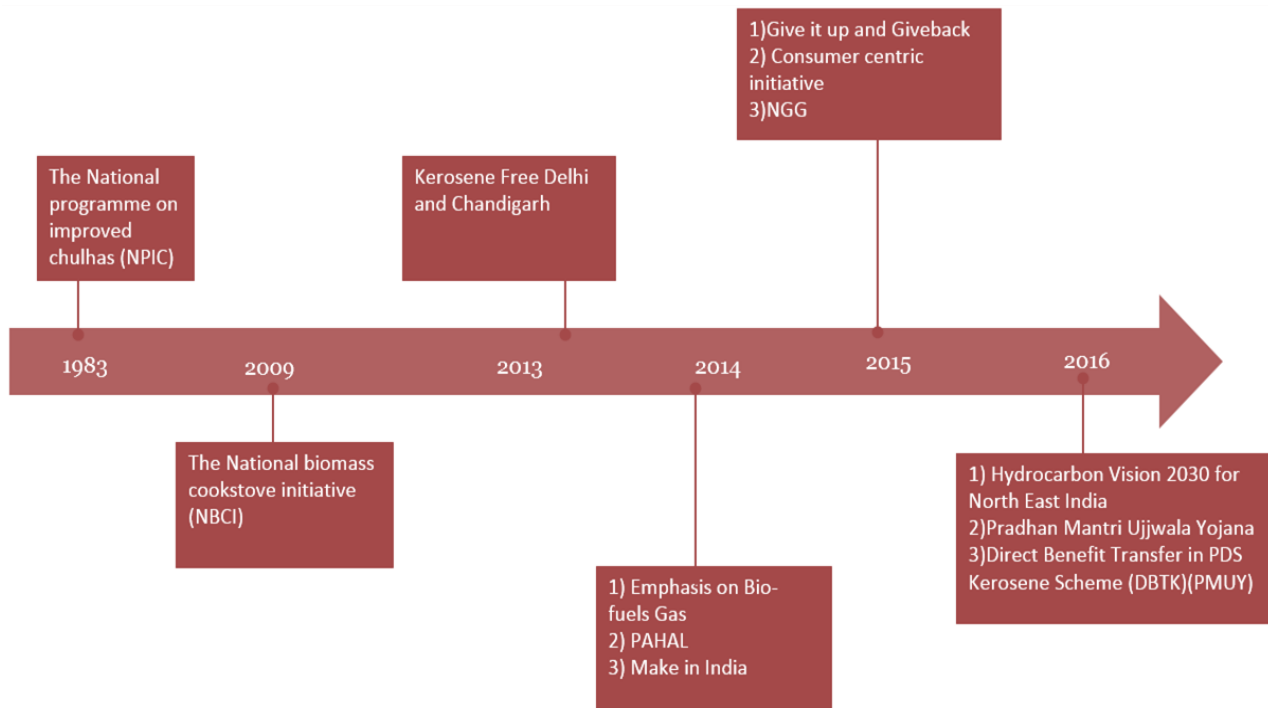 1)Give it up and Giveback
2) Consumer centric
initiative
3)NGG
The National
programme on
improved
chulhas (NPIC)
Kerosene Free Delhi
and Chandigarh
1983
2009
2013
2014
2015
2016
The National biomass
cookstove initiative
(NBCI)
1) Emphasis on Bio-
fuels Gas
2) PAHAL
3) Make in India
1) Hydrocarbon Vision 2030 for
North East India
2)Pradhan Mantri Ujjwala Yojana
3)Direct Benefit Transfer in PDS
Kerosene Scheme (DBTK)(PMUY)